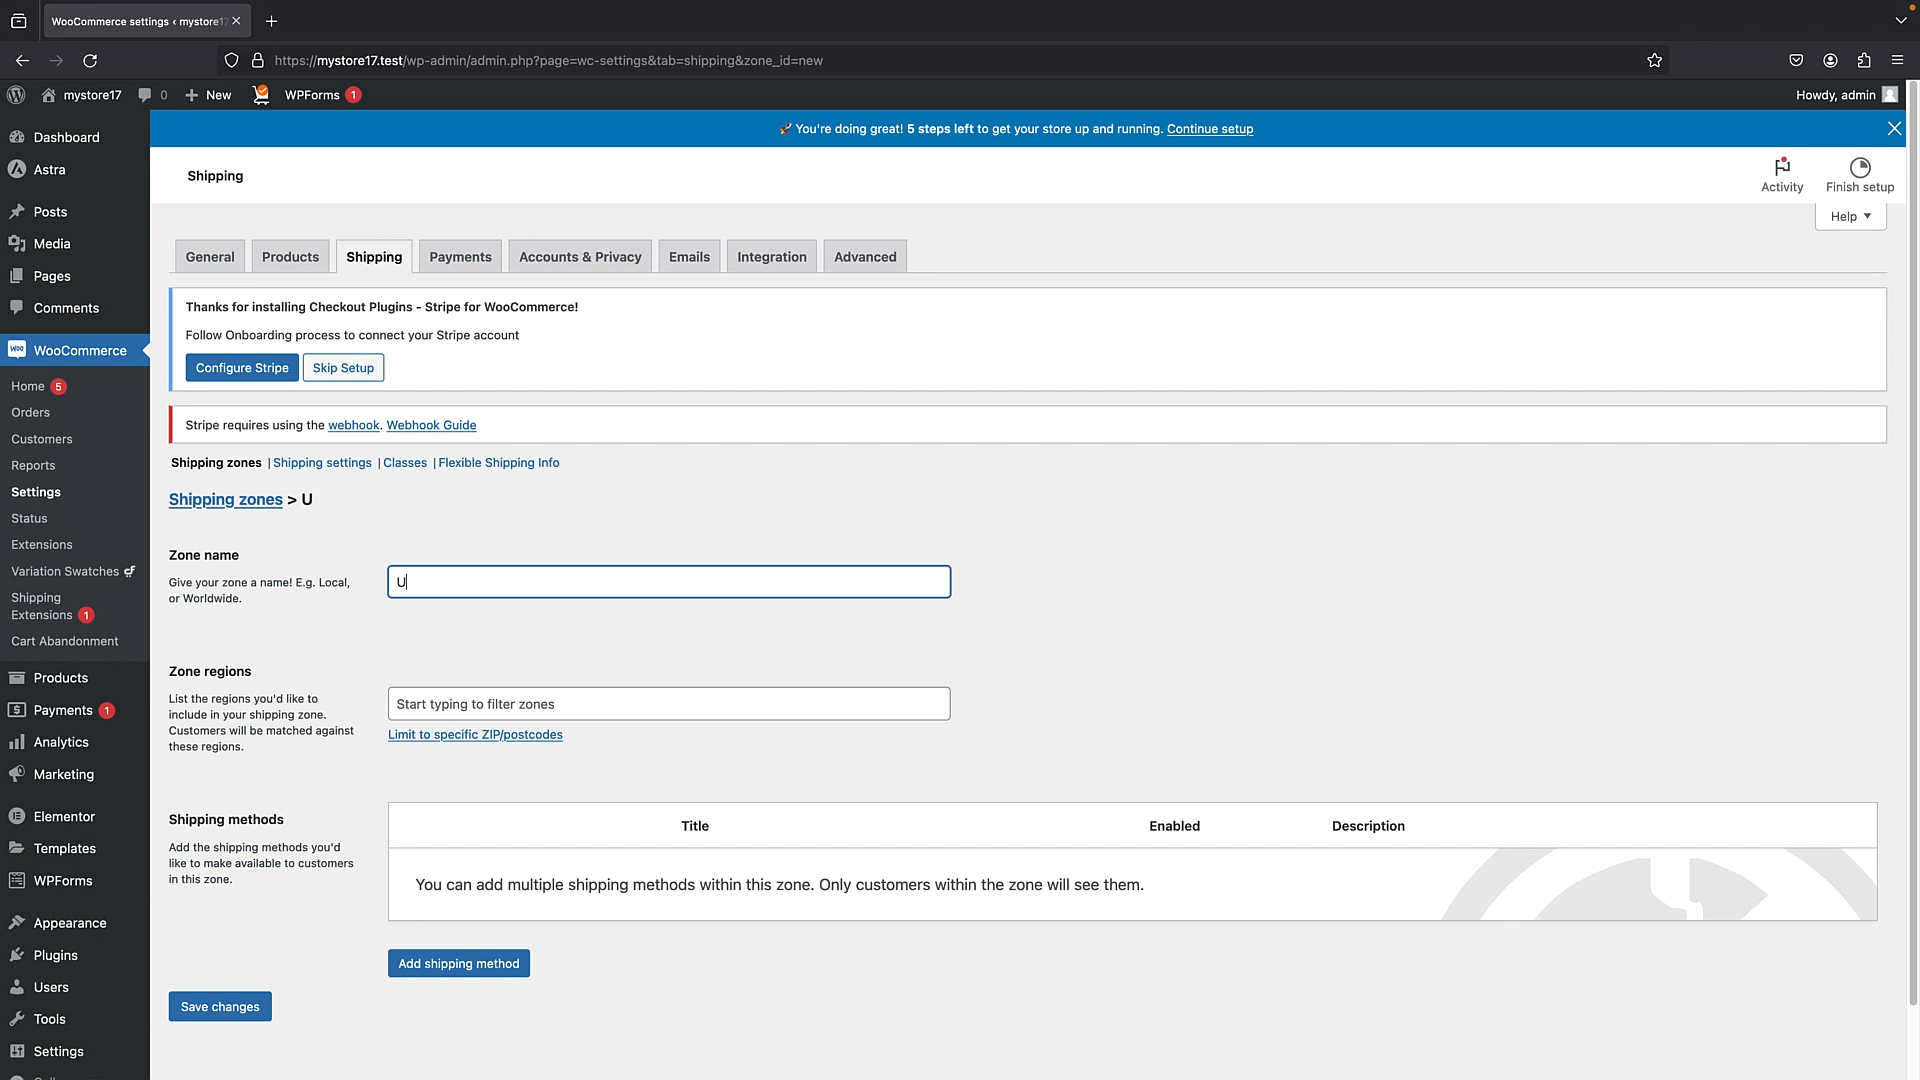 WooCommerce settings ‹ mystore17
https://mystore17.test/wp-admin/admin.php?page=wc-settings&tab=shipping&zone_id=new
mystore17
0
New
WPForms 1
Howdy, admin
Dashboard
Astra
Posts
Media
Pages
Comments
WooCommerce
Home 5
Orders
Customers
Reports
Settings
Status
Extensions
Variation Swatches
Shipping
Extensions 1
Cart Abandonment
Products
Payments 1
Analytics
Marketing
Elementor
Templates
WPForms
Appearance
Plugins
Users
Tools
Settings
🚀 You're doing great! 5 steps left to get your store up and running. Continue setup
Shipping
Activity
Finish setup
Help ▼
General
Products
Shipping
Payments
Accounts & Privacy
Emails
Integration
Advanced
Thanks for installing Checkout Plugins - Stripe for WooCommerce!
Follow Onboarding process to connect your Stripe account
Configure Stripe
Skip Setup
Stripe requires using the webhook. Webhook Guide
Shipping zones | Shipping settings | Classes | Flexible Shipping Info
Shipping zones > U
Zone name
Give your zone a name! E.g. Local,
or Worldwide.
U
Zone regions
List the regions you'd like to
include in your shipping zone.
Customers will be matched against
these regions.
Start typing to filter zones
Limit to specific ZIP/postcodes
Shipping methods
Add the shipping methods you'd
like to make available to customers
in this zone.
Title
Enabled
Description
You can add multiple shipping methods within this zone. Only customers within the zone will see them.
Add shipping method
Save changes